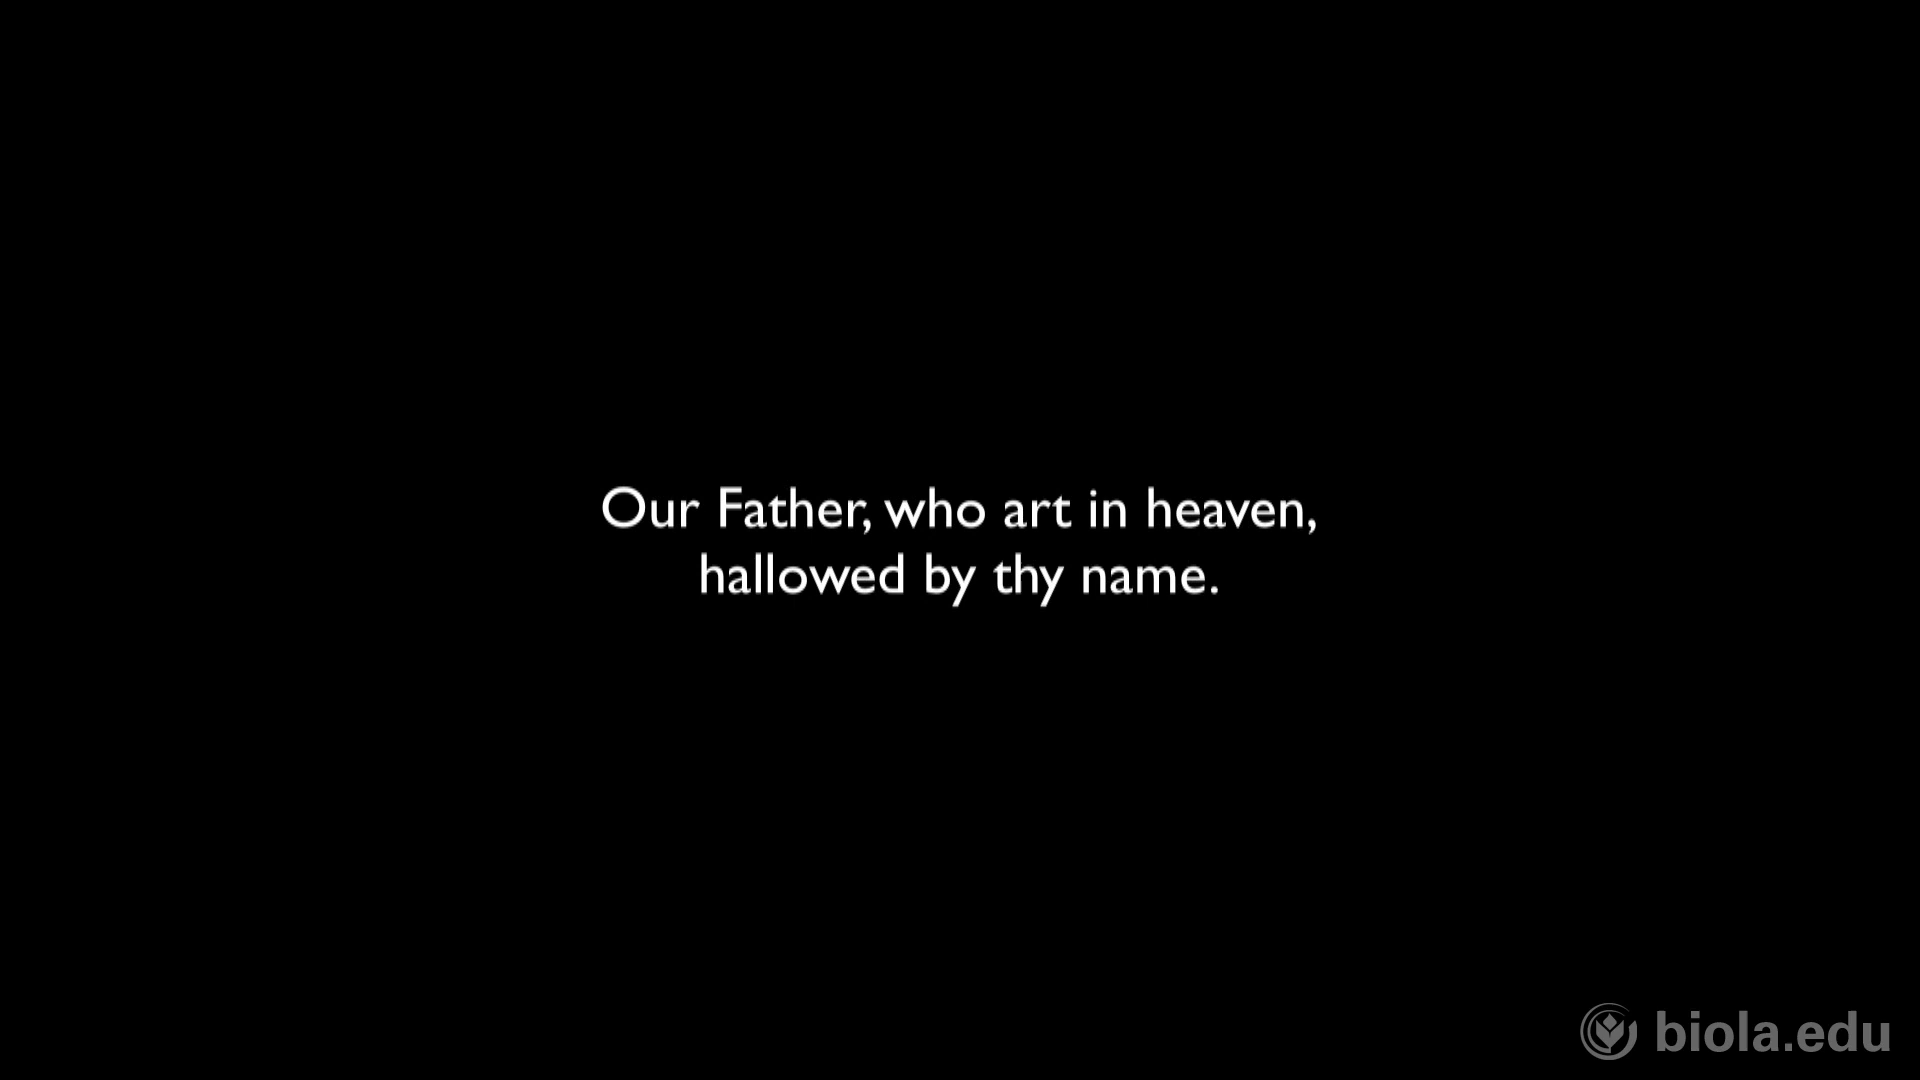 Our Father, who art in heaven,
hallowed by thy name.
biola.edu